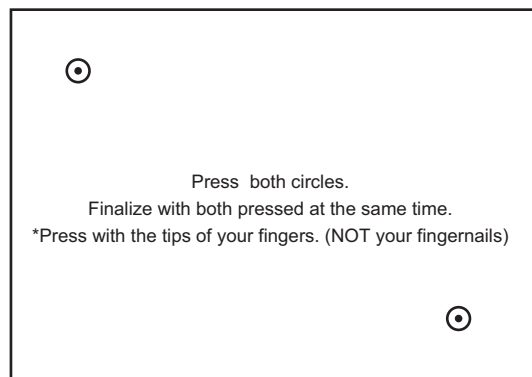 Press both circles.
Finalize with both pressed at the same time.
*Press with the tips of your fingers. (NOT your fingernails)